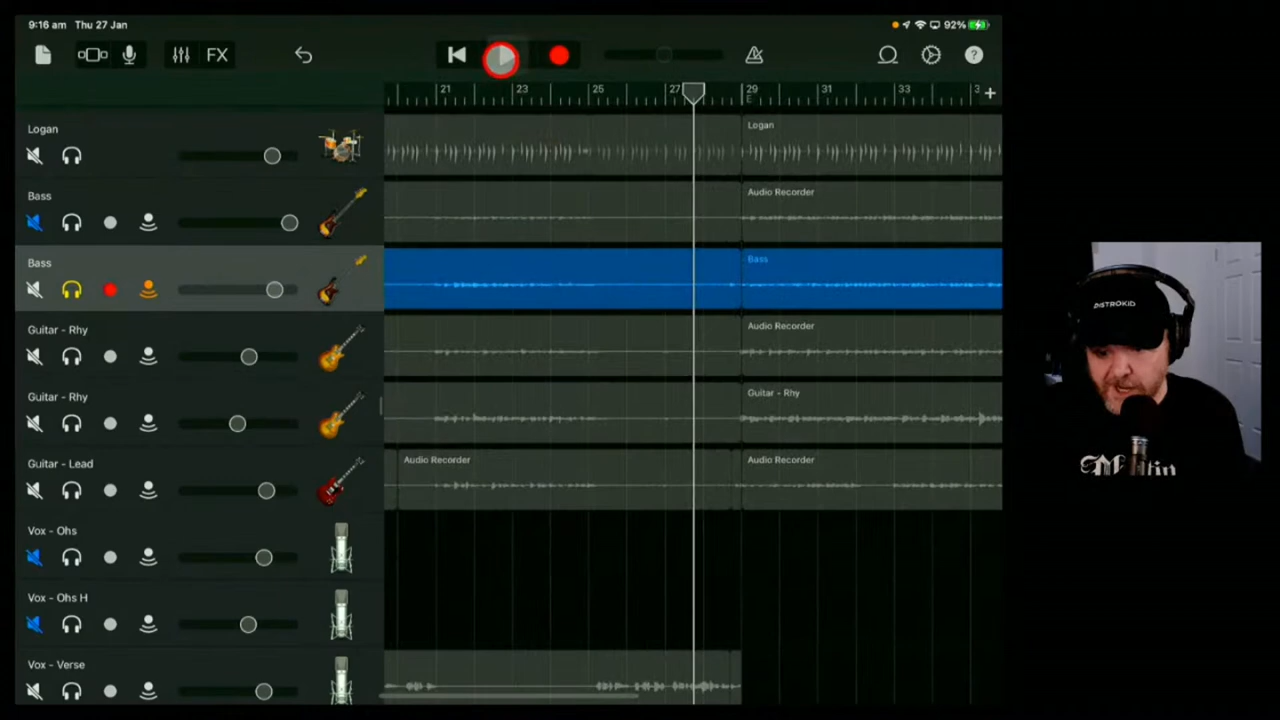 9:16 am Thu 27 Jan
92%
FX
?
21 23 25 27 29 31 33
E
+
Logan
Logan
Bass
Audio Recorder
Bass
Bass
Guitar - Rhy
Audio Recorder
Guitar - Rhy
Guitar - Rhy
Guitar - Lead
Audio Recorder
Audio Recorder
Vox - Ohs
Vox - Ohs H
Vox - Verse
DISTROKID